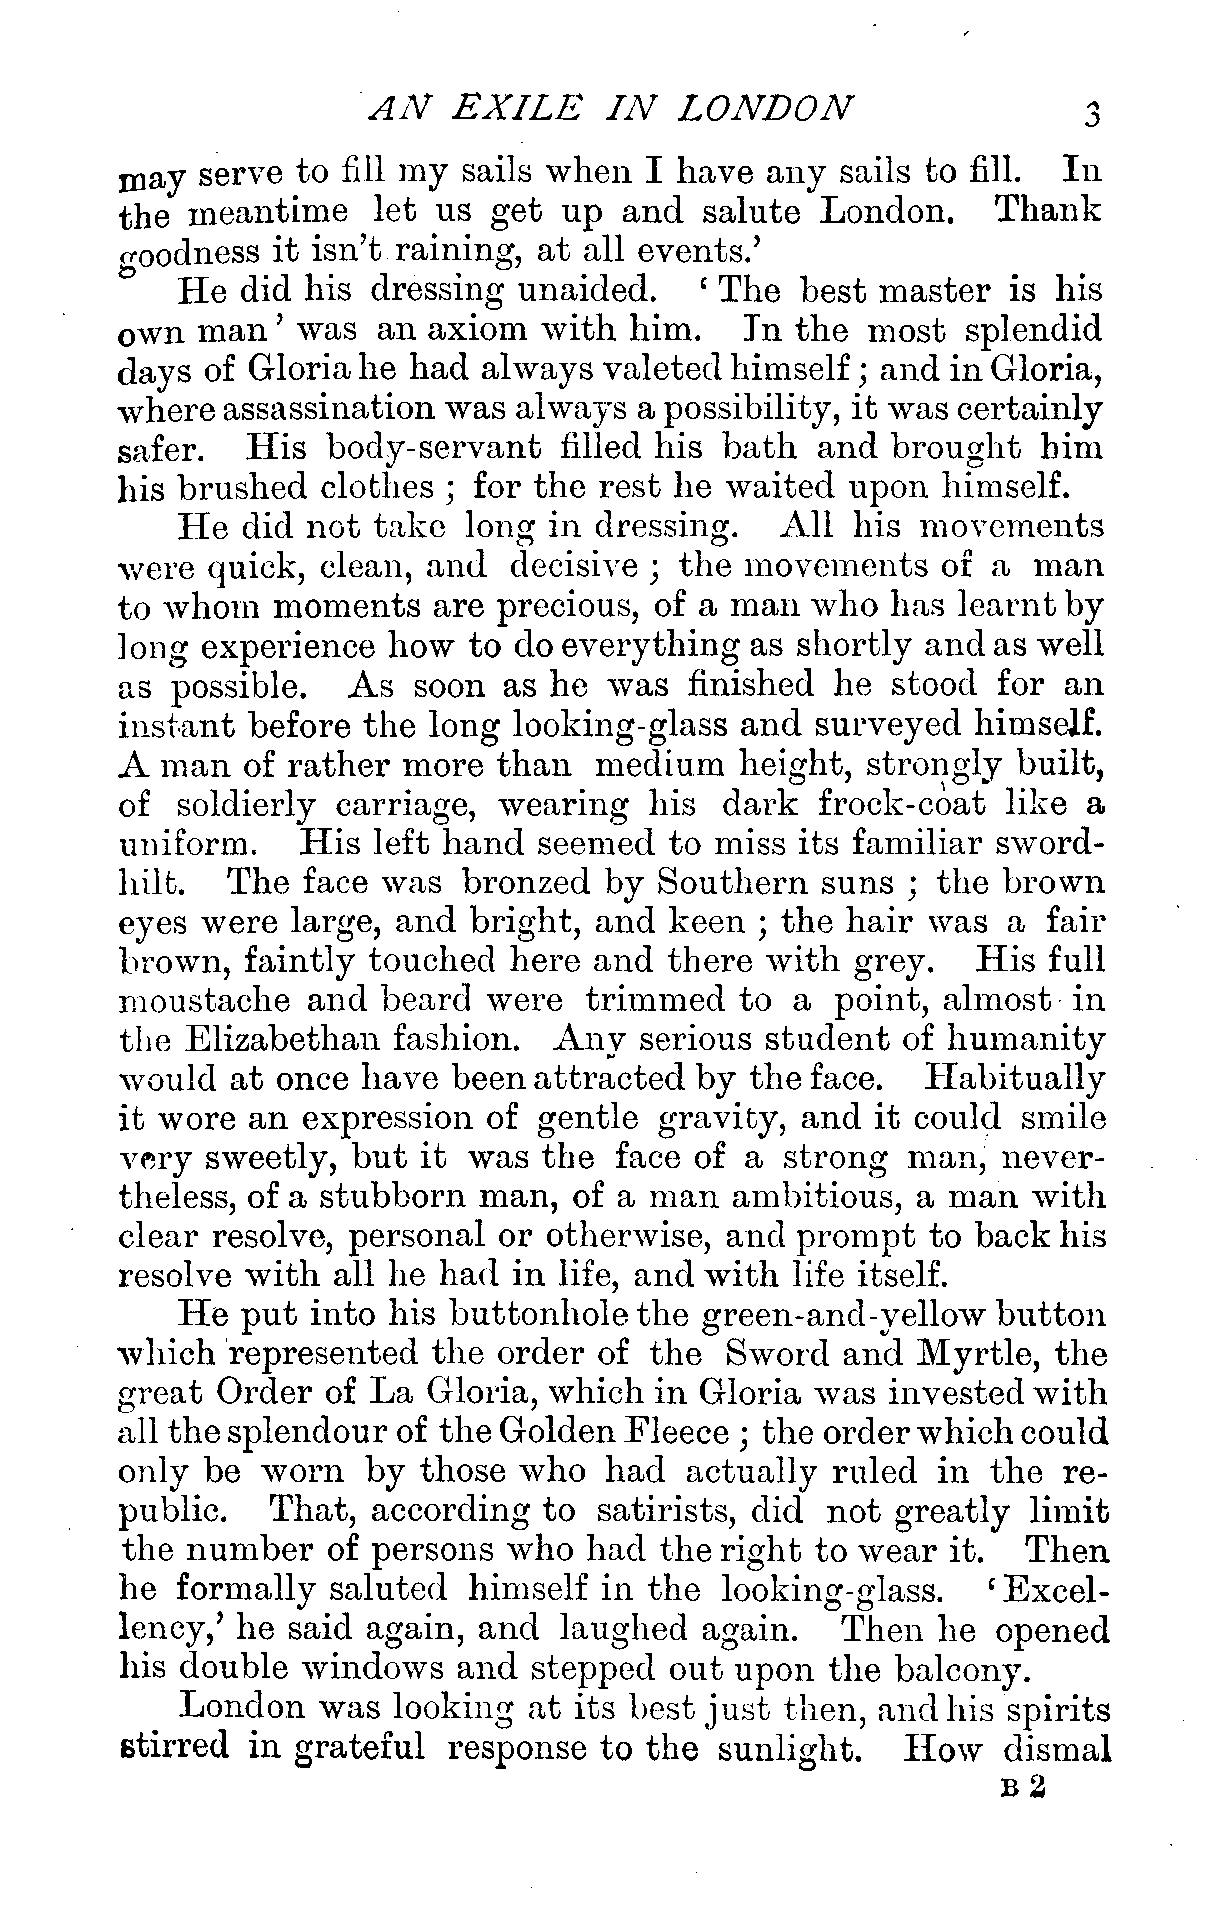 AN EXILE IN LONDON 3
may serve to fill my sails when I have any sails to fill. In
the meantime let us get up and salute London. Thank
goodness it isn't raining, at all events.'
He did his dressing unaided. 'The best master is his
own man' was an axiom with him. In the most splendid
days of Gloria he had always valeted himself; and in Gloria,
where assassination was always a possibility, it was certainly
safer. His body-servant filled his bath and brought him
his brushed clothes; for the rest he waited upon himself.
He did not take long in dressing. All his movements
were quick, clean, and decisive; the movements of a man
to whom moments are precious, of a man who has learnt by
long experience how to do everything as shortly and as well
as possible. As soon as he was finished he stood for an
instant before the long looking-glass and surveyed himself.
A man of rather more than medium height, strongly built,
of soldierly carriage, wearing his dark frock-coat like a
uniform. His left hand seemed to miss its familiar sword-
hilt. The face was bronzed by Southern suns; the brown
eyes were large, and bright, and keen; the hair was a fair
brown, faintly touched here and there with grey. His full
moustache and beard were trimmed to a point, almost in
the Elizabethan fashion. Any serious student of humanity
would at once have been attracted by the face. Habitually
it wore an expression of gentle gravity, and it could smile
very sweetly, but it was the face of a strong man, never-
theless, of a stubborn man, of a man ambitious, a man with
clear resolve, personal or otherwise, and prompt to back his
resolve with all he had in life, and with life itself.
He put into his buttonhole the green-and-yellow button
which represented the order of the Sword and Myrtle, the
great Order of La Gloria, which in Gloria was invested with
all the splendour of the Golden Fleece; the order which could
only be worn by those who had actually ruled in the re-
public. That, according to satirists, did not greatly limit
the number of persons who had the right to wear it. Then
he formally saluted himself in the looking-glass. 'Excel-
lency,' he said again, and laughed again. Then he opened
his double windows and stepped out upon the balcony.
London was looking at its best just then, and his spirits
stirred in grateful response to the sunlight. How dismal
B 2